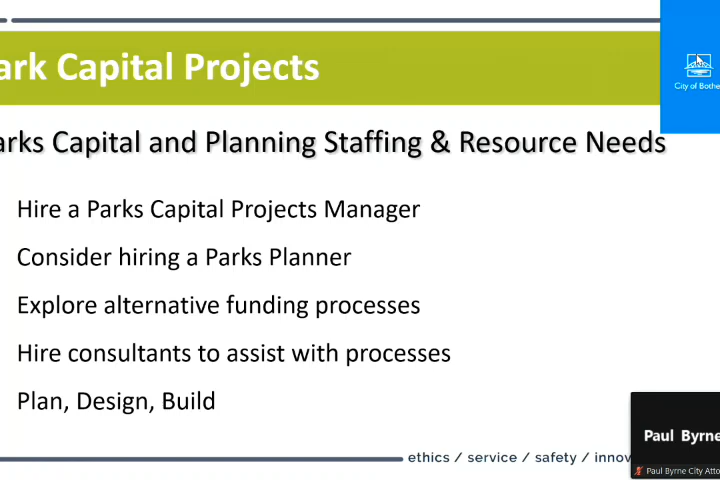 ark Capital Projects
City of Bothe
arks Capital and Planning Staffing & Resource Needs
Hire a Parks Capital Projects Manager
Consider hiring a Parks Planner
Explore alternative funding processes
Hire consultants to assist with processes
Plan, Design, Build
Paul Byrne
ethics / service / safety / innov
Paul Byrne City Atto